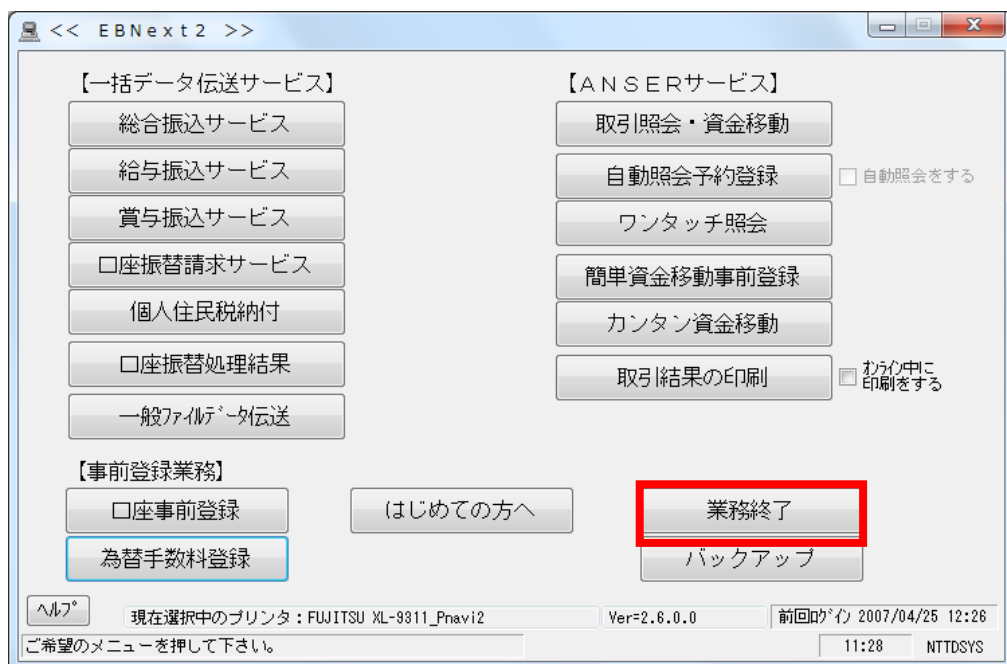 << EBNext2 >>
【一括データ伝送サービス】
総合振込サービス
給与振込サービス
賞与振込サービス
口座振替請求サービス
個人住民税納付
口座振替処理結果
一般ファイルデータ伝送
【ANSERサービス】
取引照会・資金移動
自動照会予約登録
自動照会をする
ワンタッチ照会
簡単資金移動事前登録
カンタン資金移動
取引結果の印刷
オンライン中に
印刷をする
【事前登録業務】
口座事前登録
為替手数料登録
はじめての方へ
業務終了
バックアップ
ヘルプ
現在選択中のプリンタ:FUJITSU XL-9311_Pnavi2
Ver=2.6.0.0
前回ログイン 2007/04/25 12:26
ご希望のメニューを押して下さい。
11:28
NTTDSYS